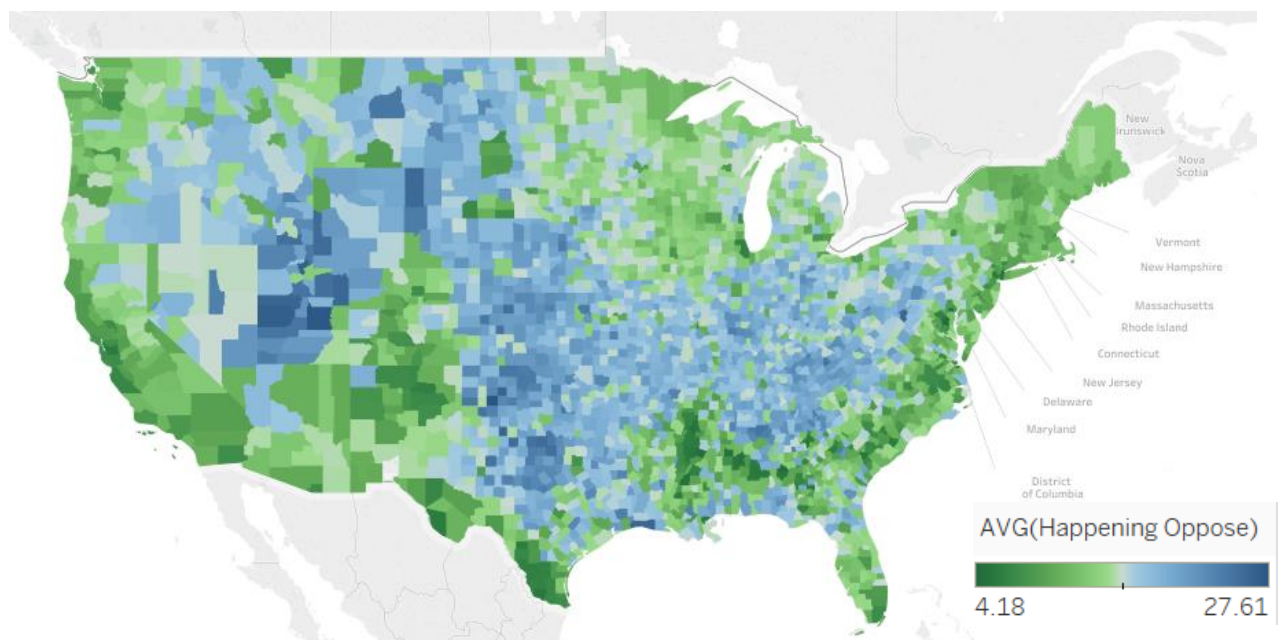 New
Brunswick
Nova
Scotia
Vermont
New Hampshire
Massachusetts
Rhode Island
Connecticut
New Jersey
Delaware
Maryland
District
of Columbia
AVG(Happening Oppose)
4.18
27.61